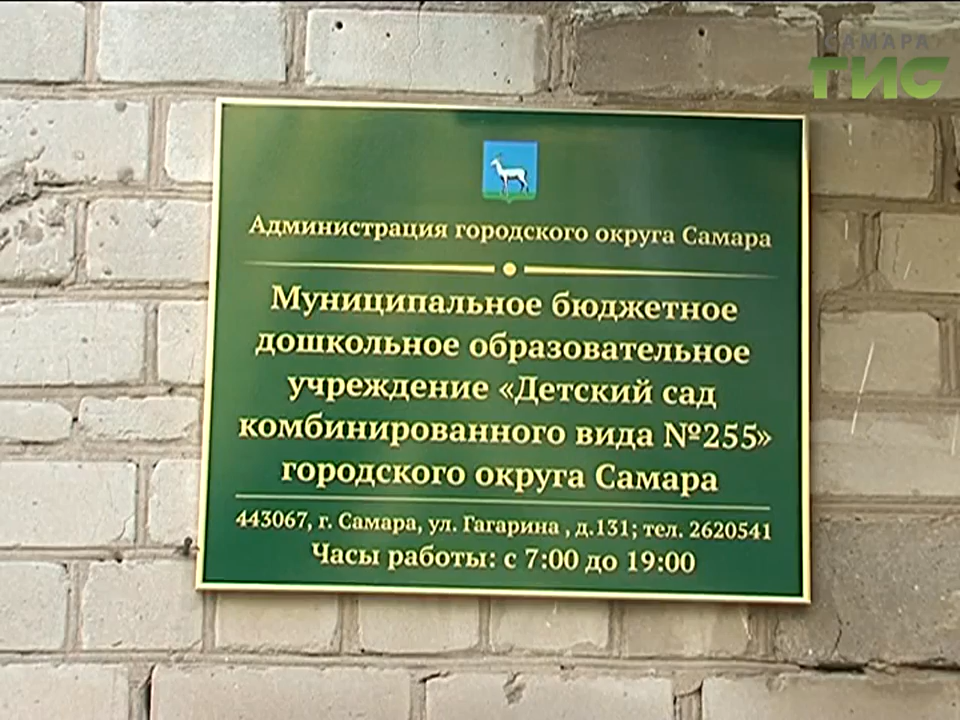 САМАРА
ГИС
Администрация городского округа Самара
Муниципальное бюджетное
дошкольное образовательное
учреждение «Детский сад
комбинированного вида №255»
городского округа Самара
443067, г. Самара, ул. Гагарина , д.131; тел. 2620541
Часы работы: с 7:00 до 19:00